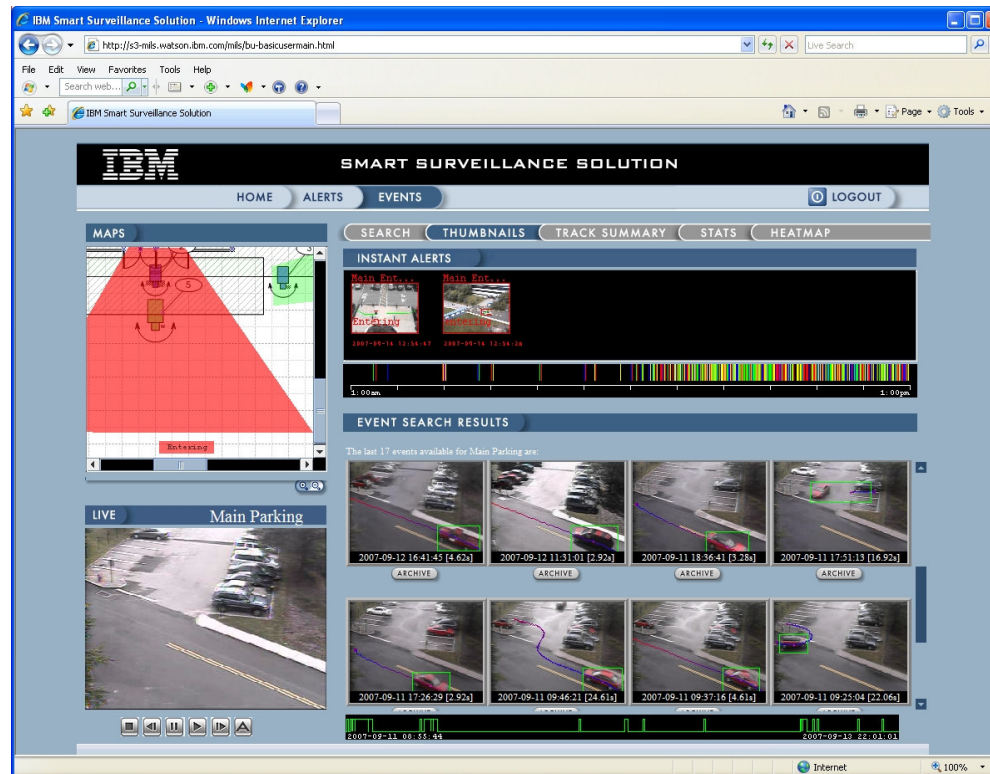 IBM Smart Surveillance Solution - Windows Internet Explorer
http://s3-mils.watson.ibm.com/mils/bu-basicusermain.html
Live Search
File Edit View Favorites Tools Help
Search web...
IBM Smart Surveillance Solution
Page Tools
IBM
SMART SURVEILLANCE SOLUTION
HOME ALERTS EVENTS LOGOUT
MAPS
SEARCH THUMBNAILS TRACK SUMMARY STATS HEATMAP
S
Entering
INSTANT ALERTS
Main Ent... Main Ent...
Entering Entering
1:00am 1:00pm
EVENT SEARCH RESULTS
The last 17 events available for Main Parking are:
2007-09-12 16:41:45 [4.62s] 2007-09-12 11:31:01 [2.92s] 2007-09-11 18:36:41 [3.28s] 2007-09-11 17:51:13 [16.92s]
ARCHIVE ARCHIVE ARCHIVE ARCHIVE
LIVE Main Parking
2007-09-11 17:26:29 [2.92s] 2007-09-11 09:46:21 [24.61s] 2007-09-11 09:37:16 [4.61s] 2007-09-11 09:25:04 [22.06s]
2007-09-11 08:55:44 2007-09-13 22:01:01
Internet 100%